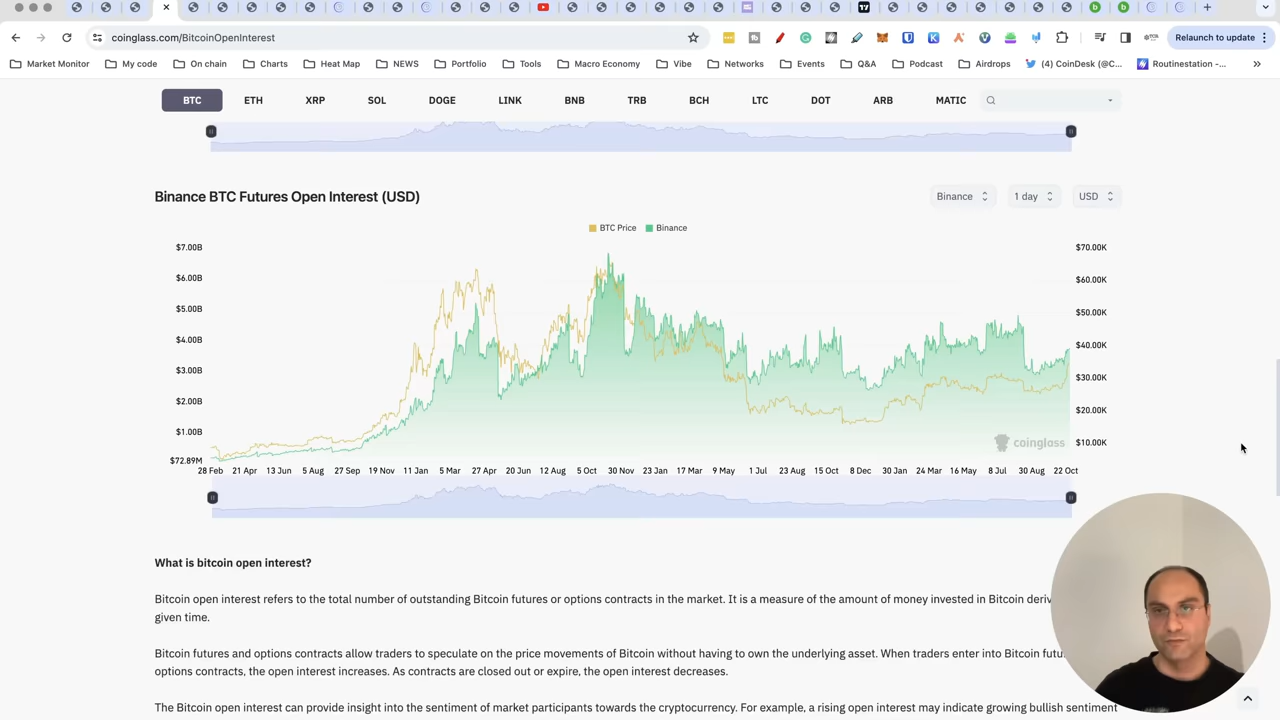 coinglass.com/BitcoinOpenInterest
Relaunch to update
Market Monitor
My code
On chain
Charts
Heat Map
NEWS
Portfolio
Tools
Macro Economy
Vibe
Networks
Events
Q&A
Podcast
Airdrops
(4) CoinDesk (@C...
Routinestation -...
BTC ETH XRP SOL DOGE LINK BNB TRB BCH LTC DOT ARB MATIC
Binance BTC Futures Open Interest (USD)
Binance 1 day USD
BTC Price Binance
$7.00B $70.00K
$6.00B $60.00K
$5.00B $50.00K
$4.00B $40.00K
$3.00B $30.00K
$2.00B $20.00K
$1.00B $10.00K
$72.89M
coinglass
28 Feb 21 Apr 13 Jun 5 Aug 27 Sep 19 Nov 11 Jan 5 Mar 27 Apr 20 Jun 12 Aug 5 Oct 30 Nov 23 Jan 17 Mar 9 May 1 Jul 23 Aug 15 Oct 8 Dec 30 Jan 24 Mar 16 May 8 Jul 30 Aug 22 Oct
What is bitcoin open interest?
Bitcoin open interest refers to the total number of outstanding Bitcoin futures or options contracts in the market. It is a measure of the amount of money invested in Bitcoin deriv
given time.
Bitcoin futures and options contracts allow traders to speculate on the price movements of Bitcoin without having to own the underlying asset. When traders enter into Bitcoin futu
options contracts, the open interest increases. As contracts are closed out or expire, the open interest decreases.
The Bitcoin open interest can provide insight into the sentiment of market participants towards the cryptocurrency. For example, a rising open interest may indicate growing bullish sentiment